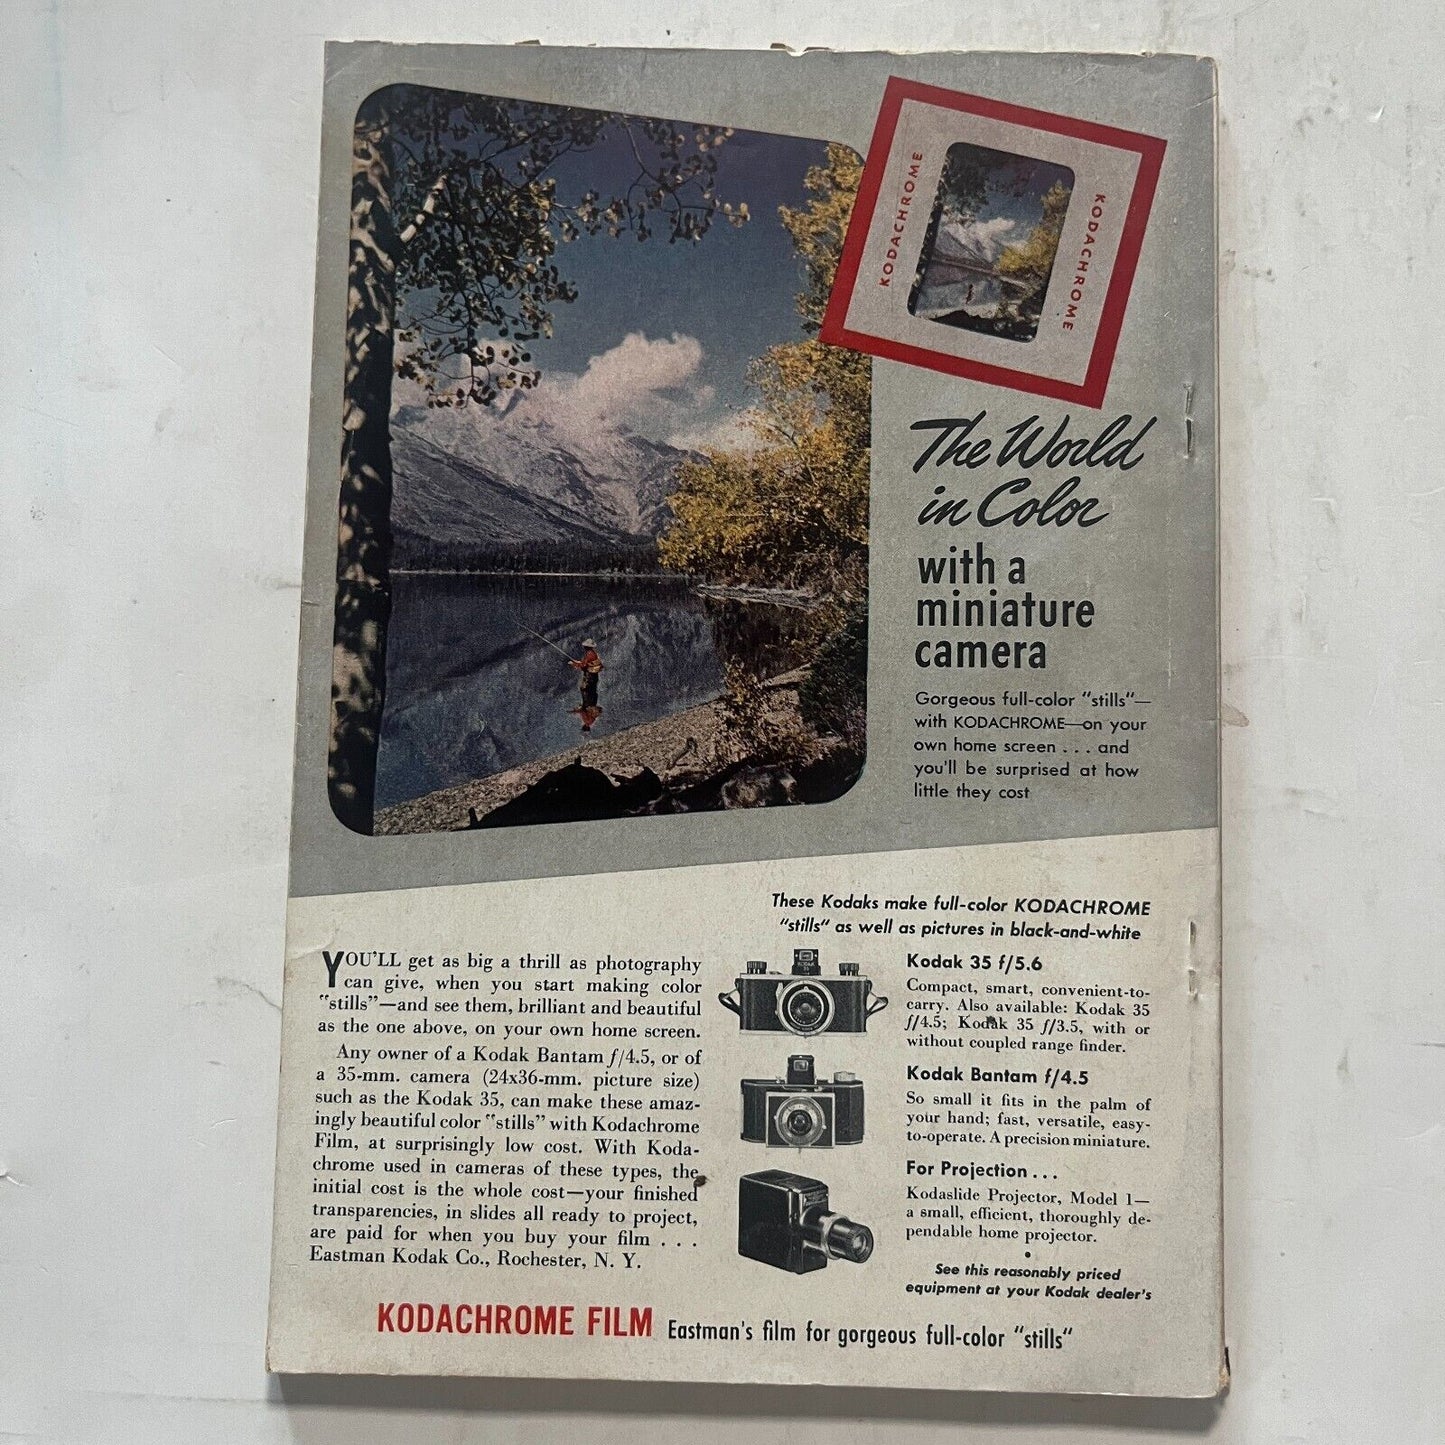 KODACHROME
KODACHROME
The World
in Color
with a
miniature
camera
Gorgeous full-color "stills"—
with KODACHROME—on your
own home screen . . . and
you'll be surprised at how
little they cost
These Kodaks make full-color KODACHROME
"stills" as well as pictures in black-and-white
YOU'LL get as big a thrill as photography
can give, when you start making color
"stills"—and see them, brilliant and beautiful
as the one above, on your own home screen.
Any owner of a Kodak Bantam f/4.5, or of
a 35-mm. camera (24x36-mm. picture size)
such as the Kodak 35, can make these amaz-
ingly beautiful color "stills" with Kodachrome
Film, at surprisingly low cost. With Koda-
chrome used in cameras of these types, the
initial cost is the whole cost—your finished
transparencies, in slides all ready to project,
are paid for when you buy your film . . .
Eastman Kodak Co., Rochester, N. Y.
Kodak 35 f/5.6
Compact, smart, convenient-to-
carry. Also available: Kodak 35
f/4.5; Kodak 35 f/3.5, with or
without coupled range finder.
Kodak Bantam f/4.5
So small it fits in the palm of
your hand; fast, versatile, easy-
to-operate. A precision miniature.
For Projection . . .
Kodaslide Projector, Model 1—
a small, efficient, thoroughly de-
pendable home projector.
•
See this reasonably priced
equipment at your Kodak dealer's
KODACHROME FILM Eastman's film for gorgeous full-color "stills"